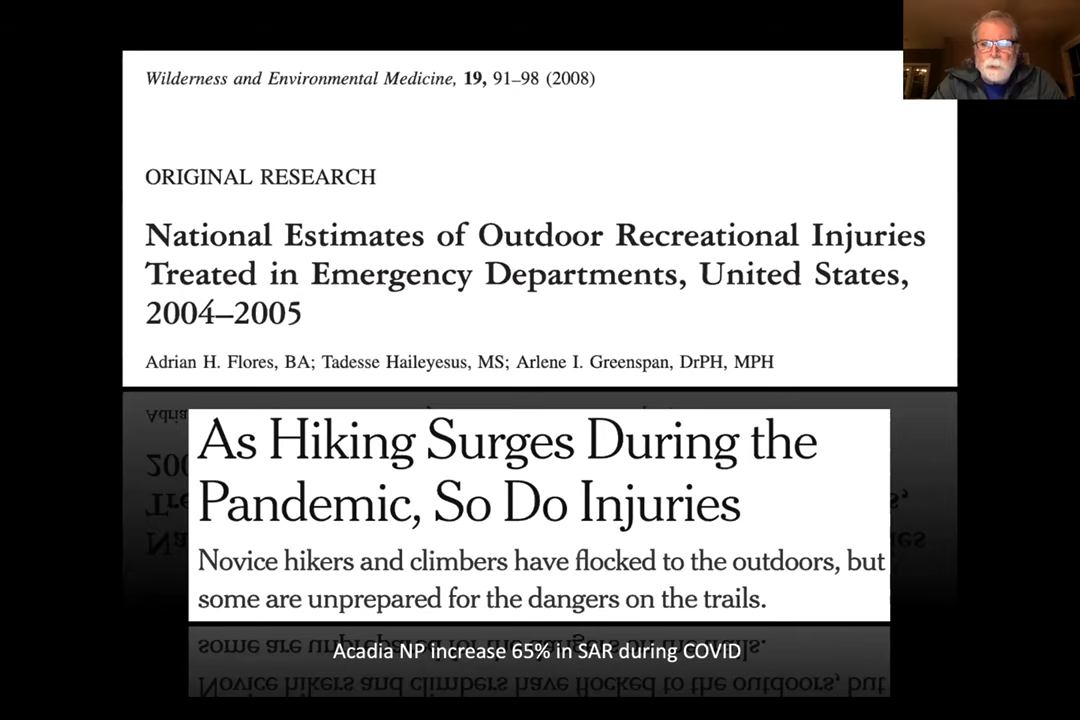 Wilderness and Environmental Medicine, 19, 91–98 (2008)
ORIGINAL RESEARCH
National Estimates of Outdoor Recreational Injuries
Treated in Emergency Departments, United States,
2004–2005
Adrian H. Flores, BA; Tadesse Haileyesus, MS; Arlene I. Greenspan, DrPH, MPH
As Hiking Surges During the
Pandemic, So Do Injuries
Novice hikers and climbers have flocked to the outdoors, but
some are unprepared for the dangers on the trails.
Acadia NP increase 65% in SAR during COVID